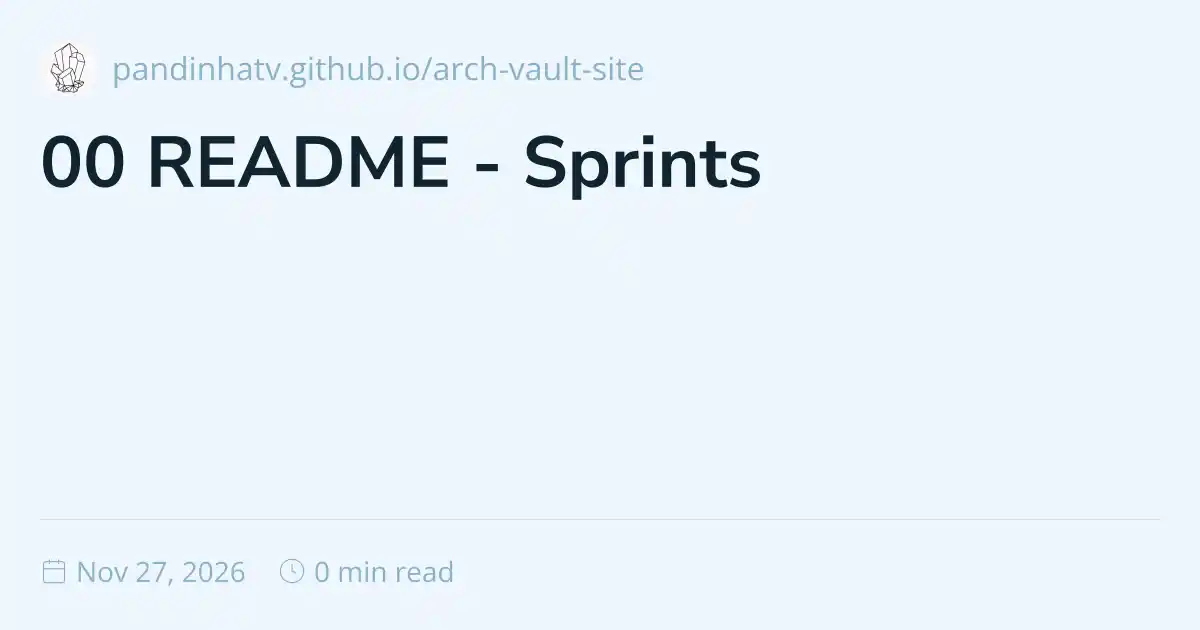 pandinhatv.github.io/arch-vault-site
00 README - Sprints
Nov 27, 2026 0 min read